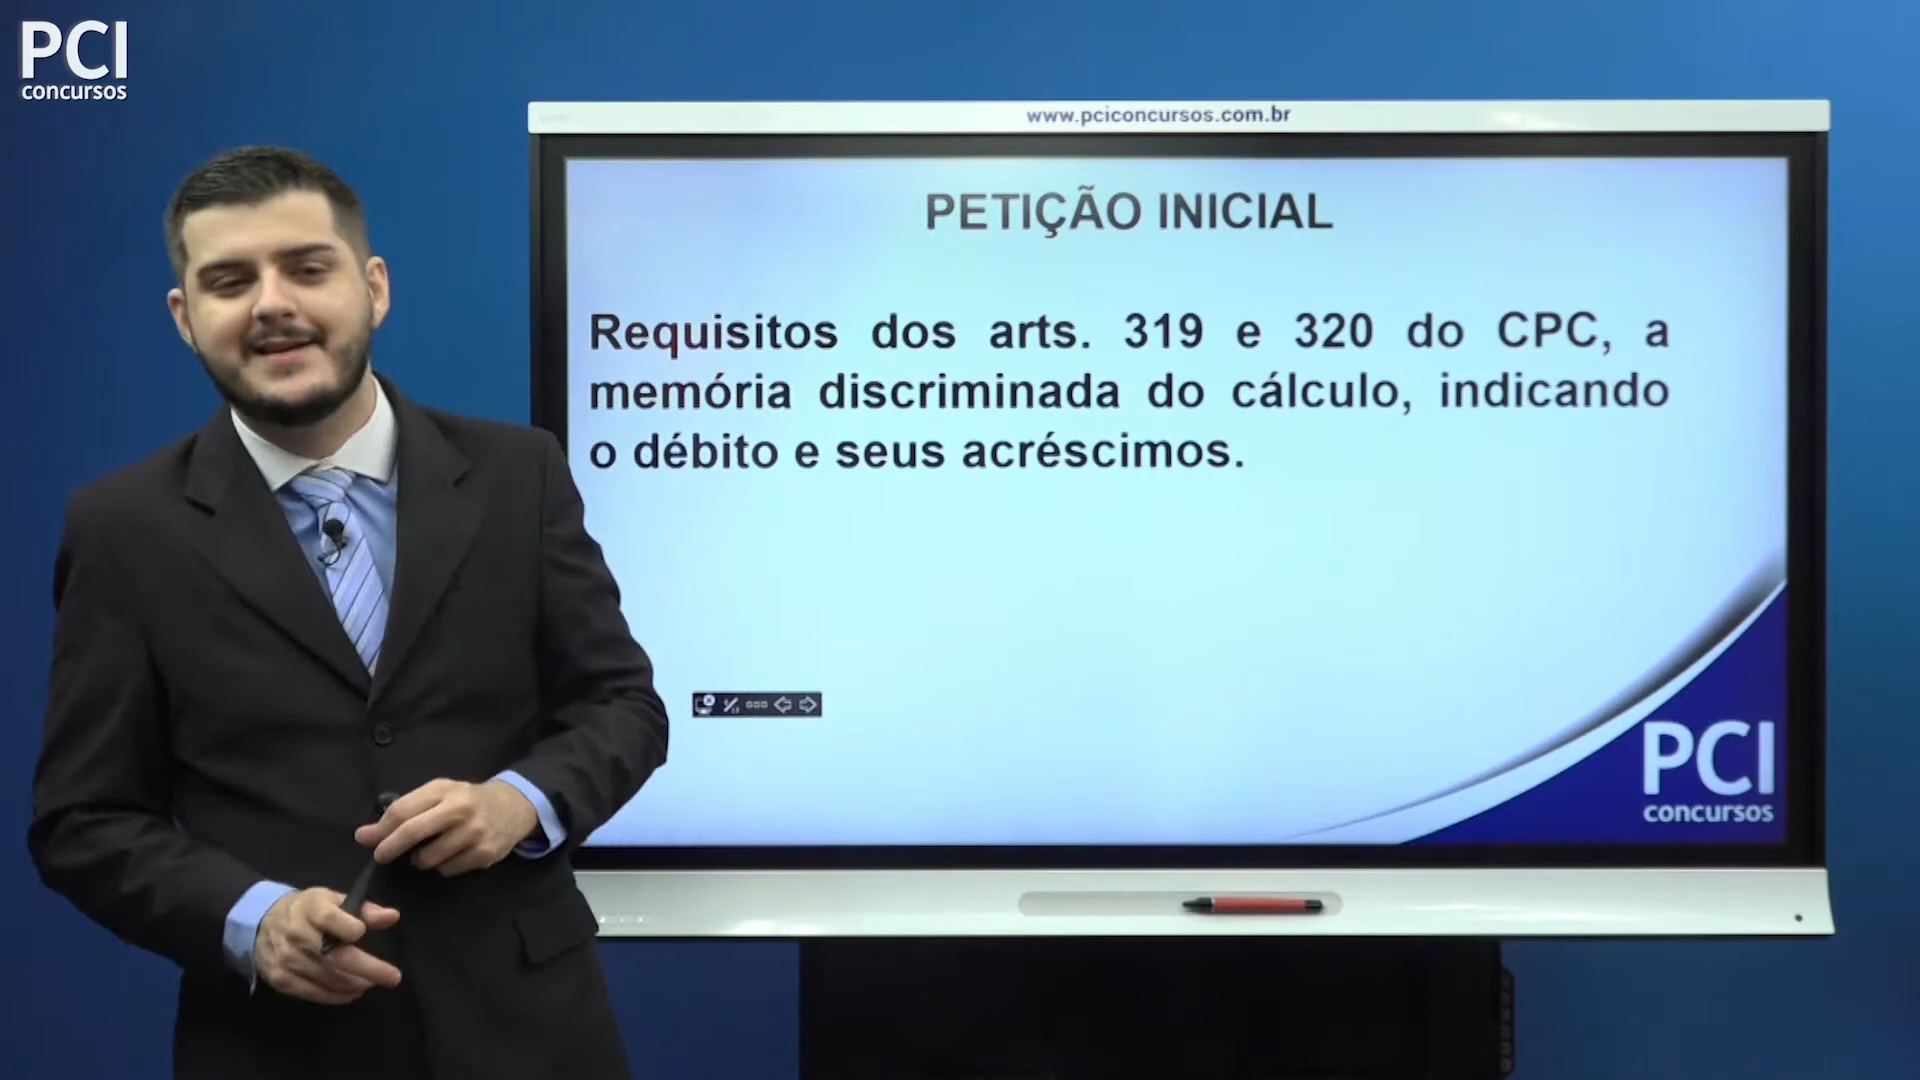 PCI
concursos
www.pciconcursos.com.br
PETIÇÃO INICIAL
Requisitos dos arts. 319 e 320 do CPC, a
memória discriminada do cálculo, indicando
o débito e seus acréscimos.
PCI
concursos